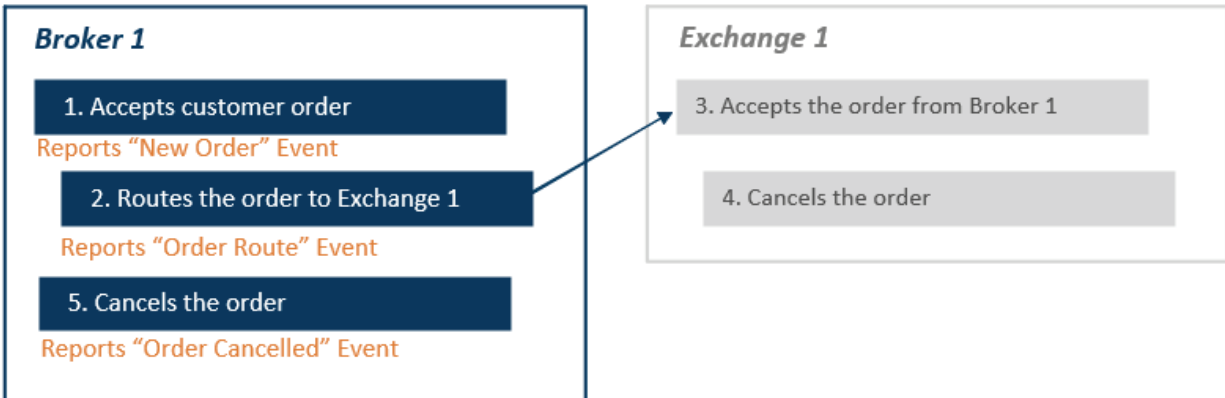 Broker 1
1. Accepts customer order
Reports “New Order” Event
2. Routes the order to Exchange 1
Reports “Order Route” Event
5. Cancels the order
Reports “Order Cancelled” Event
Exchange 1
3. Accepts the order from Broker 1
4. Cancels the order